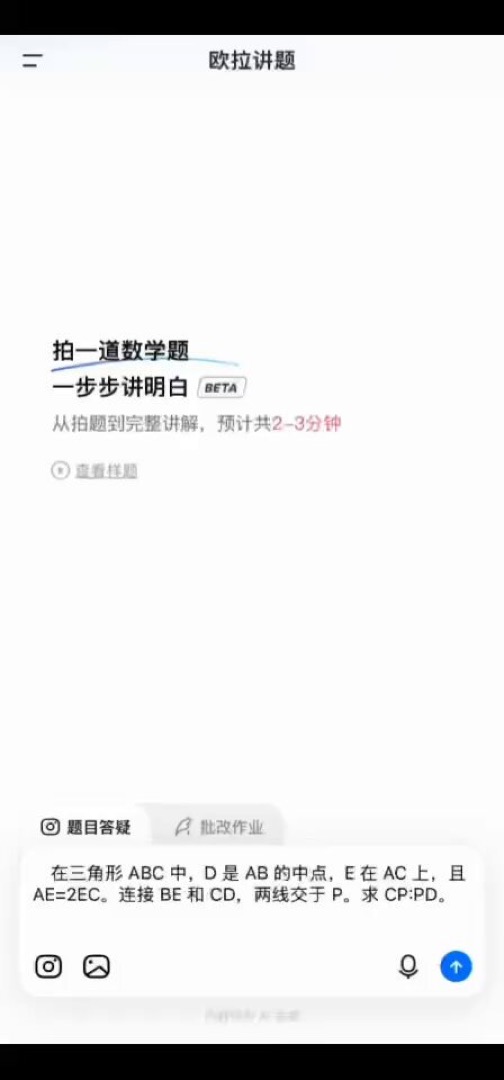 欧拉讲题
拍一道数学题
一步步讲明白 BETA
从拍题到完整讲解，预计共2-3分钟
查看样题
题目答疑 批改作业
在三角形 ABC 中，D 是 AB 的中点，E 在 AC 上，且
AE=2EC。连接 BE 和 CD，两线交于 P。求 CP:PD。